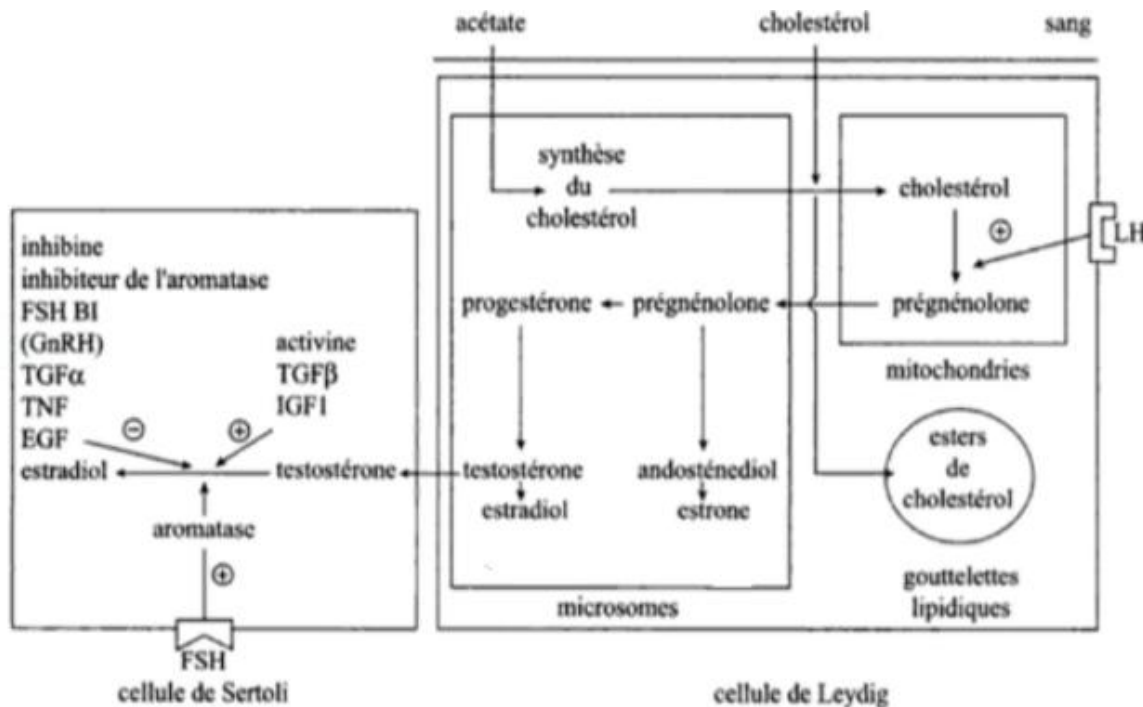 acétate cholestérol sang
synthèse
du
cholestérol
cholestérol
⊕
LH
progestérone prégnénolone prégnénolone
mitochondries
esters
de
cholestérol
gouttelettes
lipidiques
testostérone andosténediol
estradiol estrone
microsomes
cellule de Leydig
inhibine
inhibiteur de l'aromatase
FSH BI
(GnRH) activine
TGFα TGFβ
TNF IGF1
EGF ⊖ ⊕
estradiol testostérone
aromatase
⊕
FSH
cellule de Sertoli